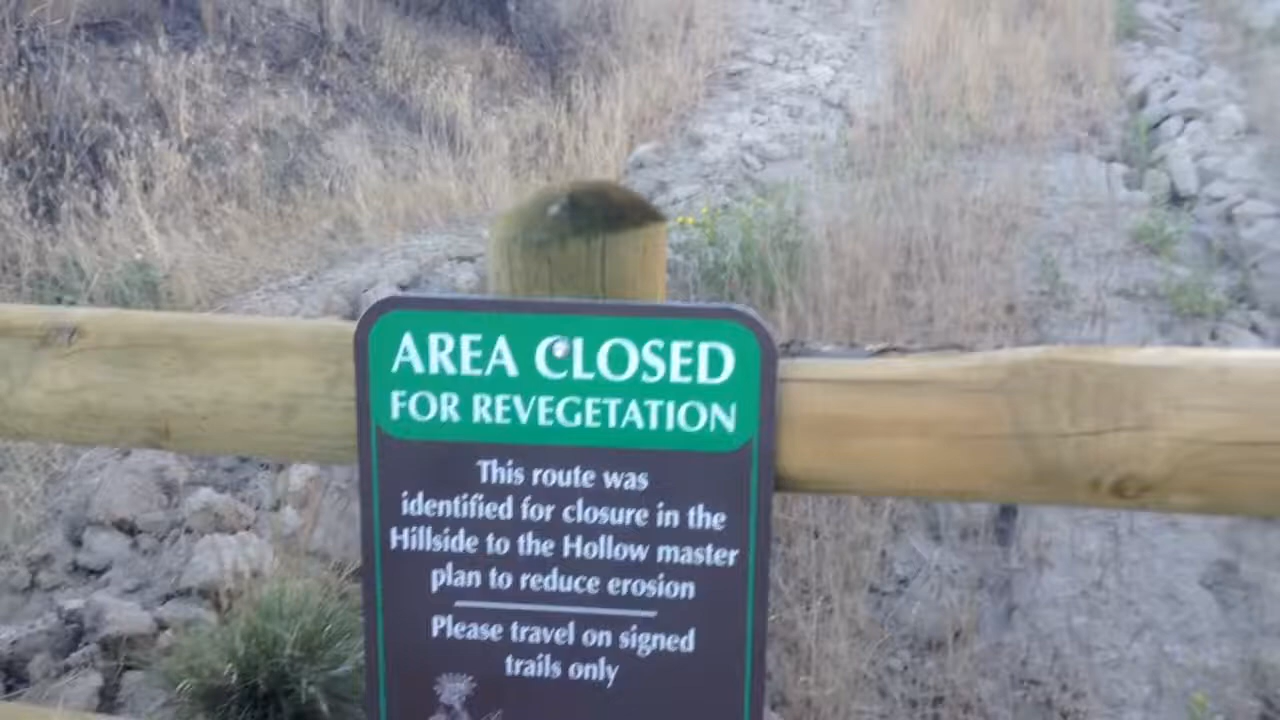 AREA CLOSED
FOR REVEGETATION
This route was
identified for closure in the
Hillside to the Hollow master
plan to reduce erosion
Please travel on signed
trails only